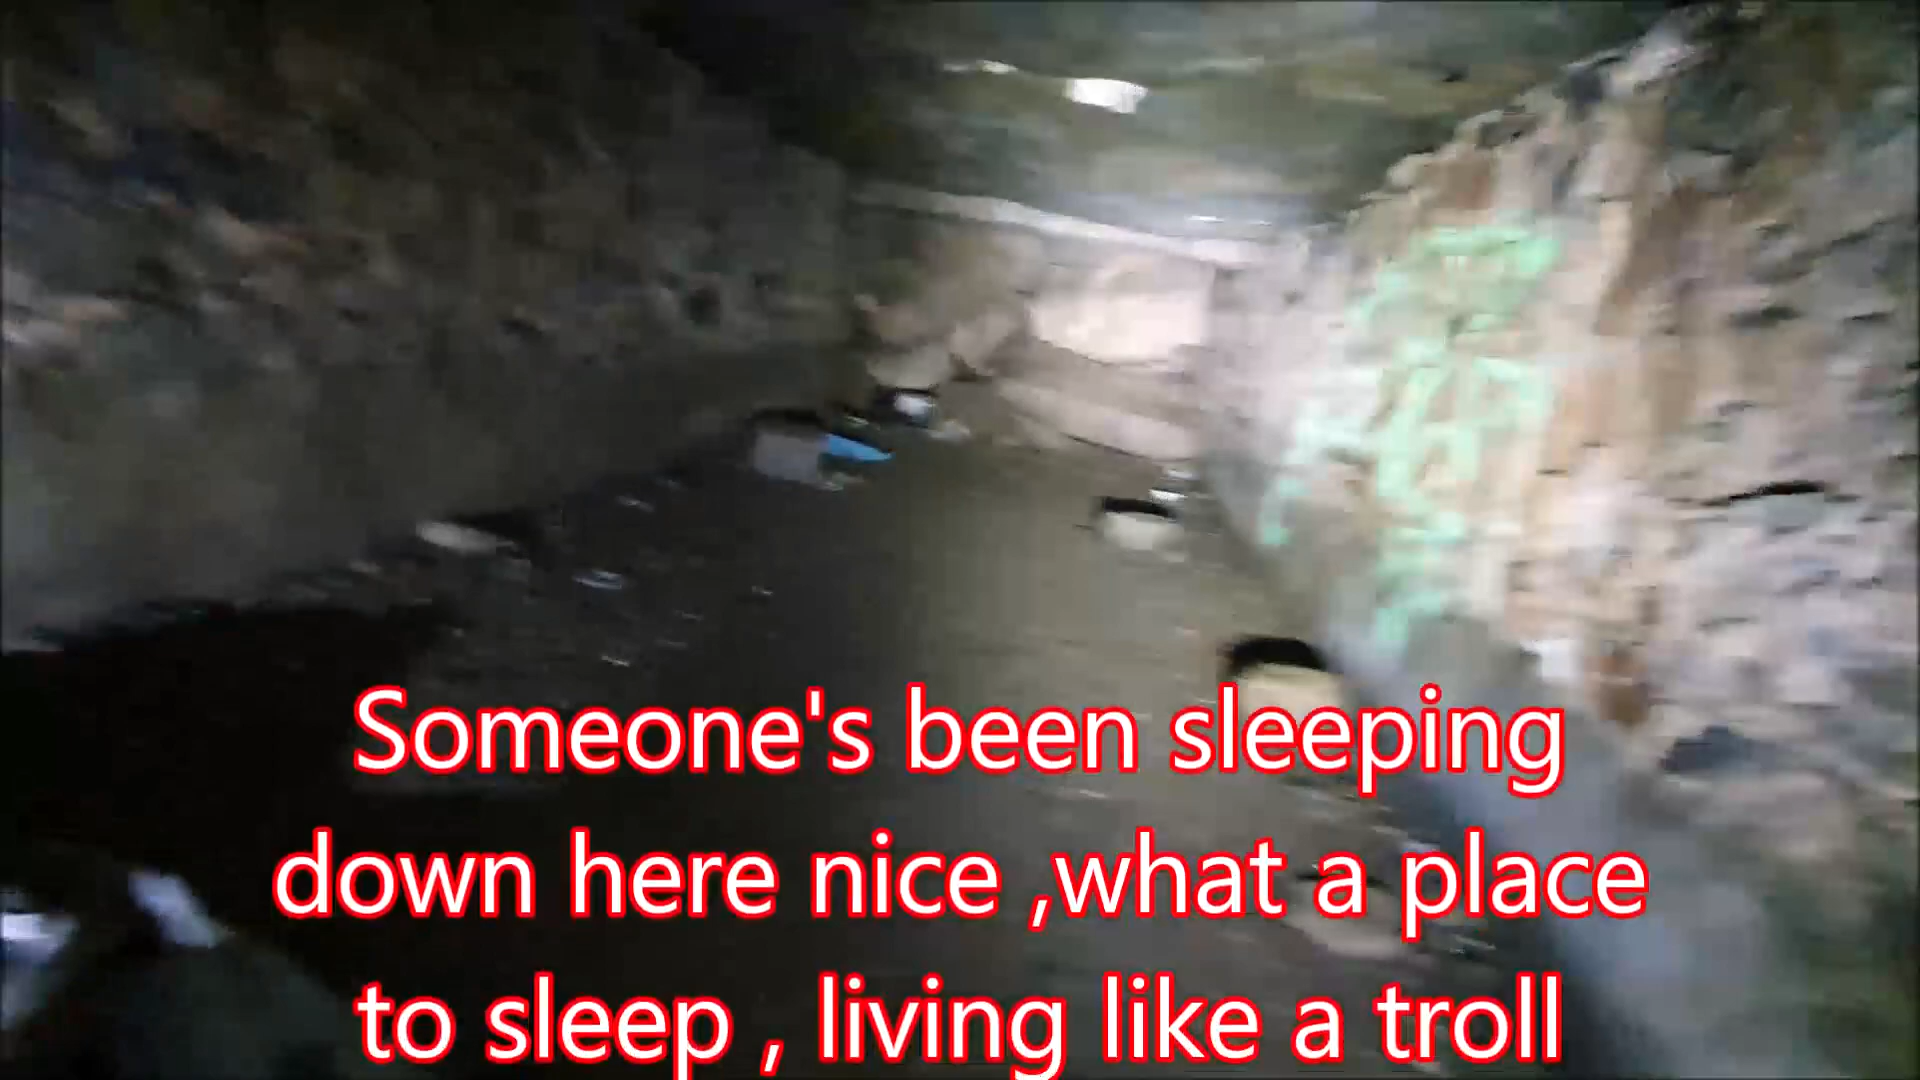 Someone's been sleeping
down here nice ,what a place
to sleep , living like a troll